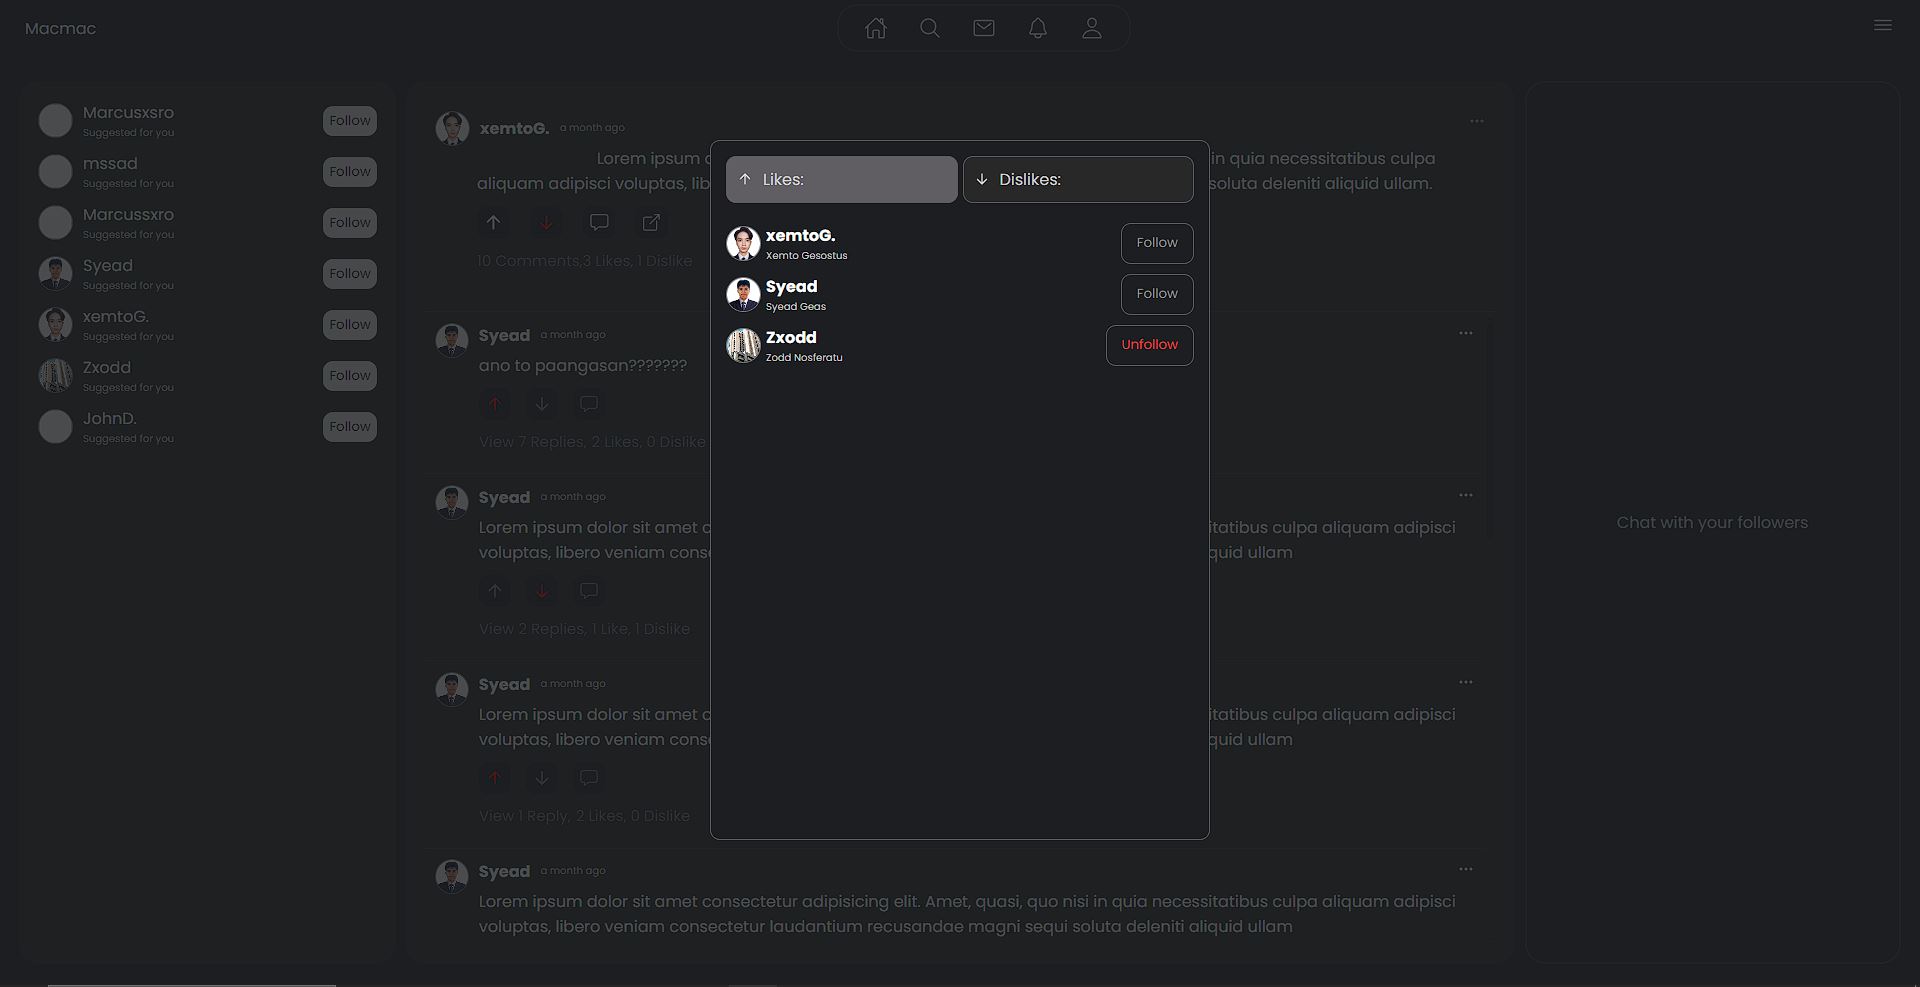 Macmac
Marcusxsro
Suggested for you
Follow
mssad
Suggested for you
Follow
Marcussxro
Suggested for you
Follow
Syead
Suggested for you
Follow
xemtoG.
Suggested for you
Follow
Zxodd
Suggested for you
Follow
JohnD.
Suggested for you
Follow
xemtoG. a month ago
Lorem ipsum in quia necessitatibus culpa
aliquam adipisci voluptas, lib soluta deleniti aliquid ullam.
10 Comments,3 Likes, 1 Dislike
Syead a month ago
ano to paangasan???????
View 7 Replies, 2 Likes, 0 Dislike
Syead a month ago
Lorem ipsum dolor sit amet c itatibus culpa aliquam adipisci
voluptas, libero veniam conse quid ullam
View 2 Replies, 1 Like, 1 Dislike
Syead a month ago
Lorem ipsum dolor sit amet c itatibus culpa aliquam adipisci
voluptas, libero veniam conse quid ullam
View 1 Reply, 2 Likes, 0 Dislike
Syead a month ago
Lorem ipsum dolor sit amet consectetur adipisicing elit. Amet, quasi, quo nisi in quia necessitatibus culpa aliquam adipisci
voluptas, libero veniam consectetur laudantium recusandae magni sequi soluta deleniti aliquid ullam
Likes:
Dislikes:
xemtoG.
Xemto Gesostus
Follow
Syead
Syead Geas
Follow
Zxodd
Zodd Nosferatu
Unfollow
Chat with your followers